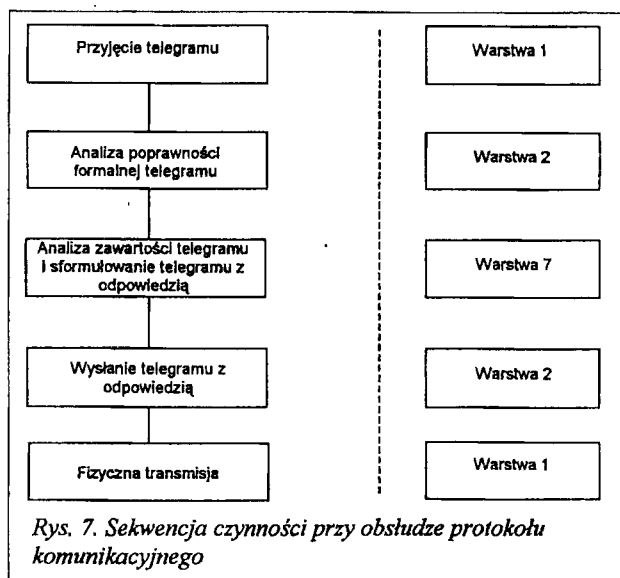 Przyjęcie telegramu
Warstwa 1
Analiza poprawności
formalnej telegramu
Warstwa 2
Analiza zawartości telegramu
i sformułowanie telegramu z
odpowiedzią
Warstwa 7
Wysłanie telegramu z
odpowiedzią
Warstwa 2
Fizyczna transmisja
Warstwa 1
Rys. 7. Sekwencja czynności przy obsłudze protokołu
komunikacyjnego